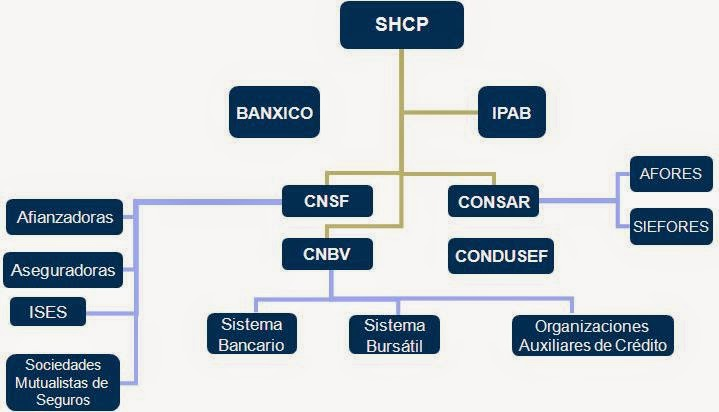 SHCP
BANXICO
IPAB
CNSF
CONSAR
AFORES
SIEFORES
Afianzadoras
CNBV
CONDUSEF
Aseguradoras
ISES
Sistema
Bancario
Sistema
Bursátil
Organizaciones
Auxiliares de Crédito
Sociedades
Mutualistas de
Seguros